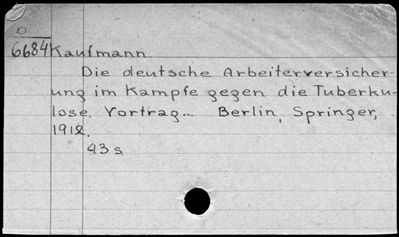 D
6684 Kaufmann.
Die deutsche Arbeiterversicher-
ung im Kampfe gegen die Tuberku-
lose. Vortrag... Berlin, Springer,
1912.
43 s.